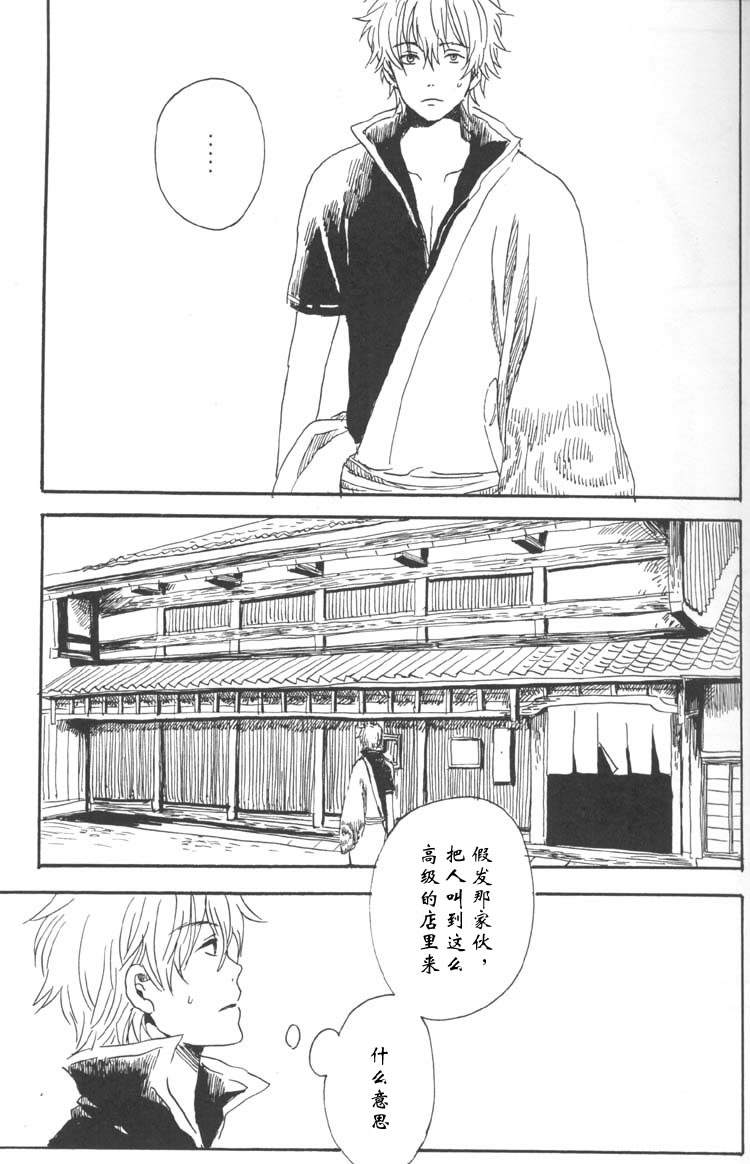 ……
假发那家伙，
把人叫到这么
高级的店里来
什么意思